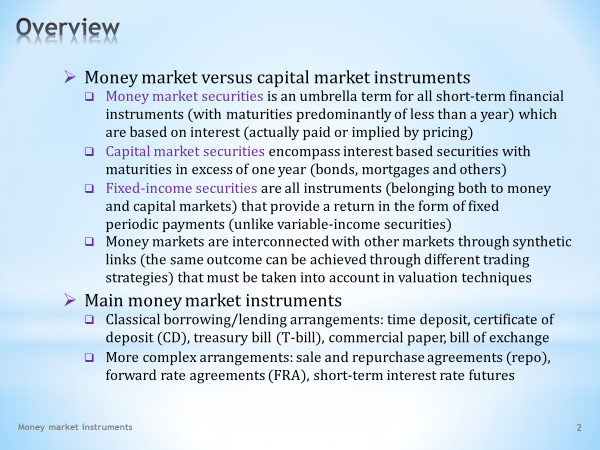 Overview
Money market versus capital market instruments
Money market securities is an umbrella term for all short-term financial
instruments (with maturities predominantly of less than a year) which
are based on interest (actually paid or implied by pricing)
Capital market securities encompass interest based securities with
maturities in excess of one year (bonds, mortgages and others)
Fixed-income securities are all instruments (belonging both to money
and capital markets) that provide a return in the form of fixed
periodic payments (unlike variable-income securities)
Money markets are interconnected with other markets through synthetic
links (the same outcome can be achieved through different trading
strategies) that must be taken into account in valuation techniques
Main money market instruments
Classical borrowing/lending arrangements: time deposit, certificate of
deposit (CD), treasury bill (T-bill), commercial paper, bill of exchange
More complex arrangements: sale and repurchase agreements (repo),
forward rate agreements (FRA), short-term interest rate futures
Money market instruments
2